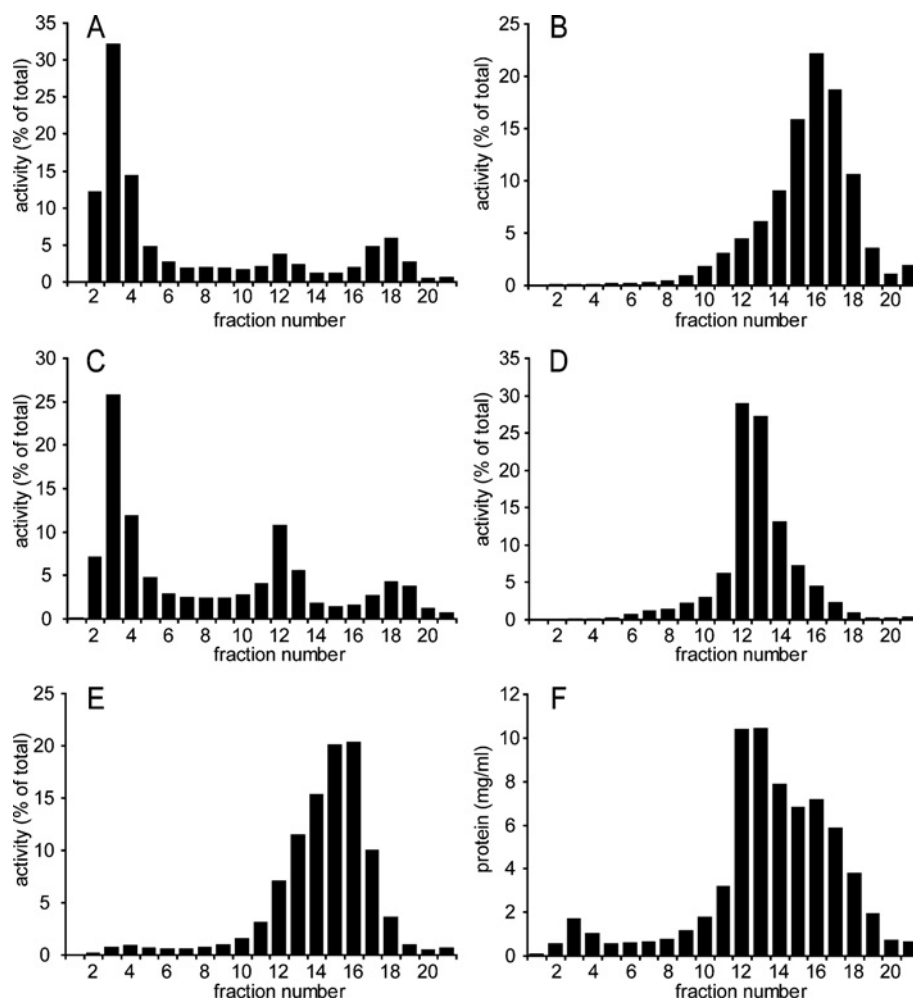 A
activity (% of total)
35
30
25
20
15
10
5
0
2 4 6 8 10 12 14 16 18 20
fraction number
B
activity (% of total)
25
20
15
10
5
0
2 4 6 8 10 12 14 16 18 20
fraction number
C
activity (% of total)
30
25
20
15
10
5
0
2 4 6 8 10 12 14 16 18 20
fraction number
D
activity (% of total)
35
30
25
20
15
10
5
0
2 4 6 8 10 12 14 16 18 20
fraction number
E
activity (% of total)
25
20
15
10
5
0
2 4 6 8 10 12 14 16 18 20
fraction number
F
protein (mg/ml)
12
10
8
6
4
2
0
2 4 6 8 10 12 14 16 18 20
fraction number